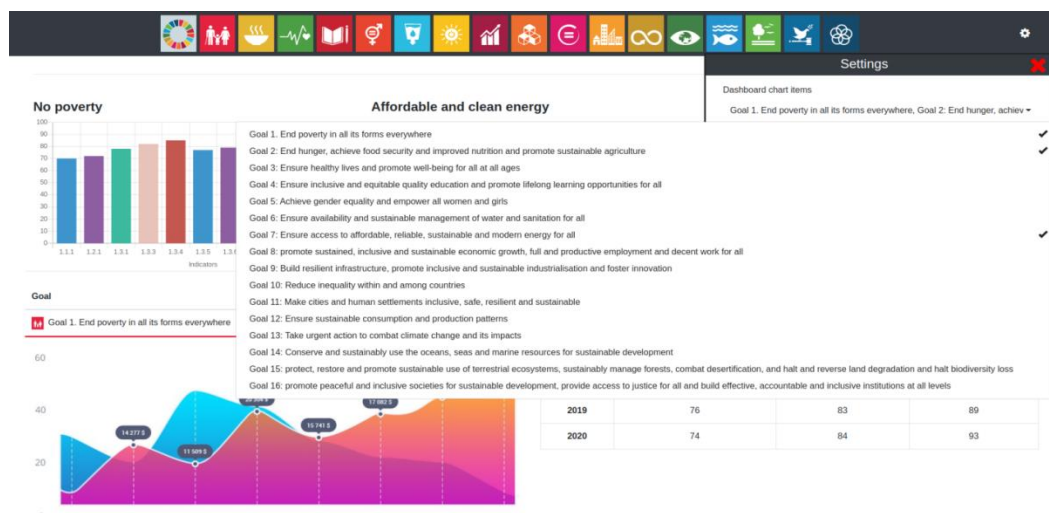 Settings
Dashboard chart items
Goal 1. End poverty in all its forms everywhere, Goal 2: End hunger, achiev
No poverty
Affordable and clean energy
100
90
80
70
60
50
40
30
20
10
0
1.1.1 1.2.1 1.3.1 1.3.3 1.3.4 1.3.5
Indicators
Goal 1. End poverty in all its forms everywhere
Goal 2: End hunger, achieve food security and improved nutrition and promote sustainable agriculture
Goal 3: Ensure healthy lives and promote well-being for all at all ages
Goal 4: Ensure inclusive and equitable quality education and promote lifelong learning opportunities for all
Goal 5: Achieve gender equality and empower all women and girls
Goal 6: Ensure availability and sustainable management of water and sanitation for all
Goal 7: Ensure access to affordable, reliable, sustainable and modern energy for all
Goal 8: promote sustained, inclusive and sustainable economic growth, full and productive employment and decent work for all
Goal 9: Build resilient infrastructure, promote inclusive and sustainable industrialisation and foster innovation
Goal 10: Reduce inequality within and among countries
Goal 11: Make cities and human settlements inclusive, safe, resilient and sustainable
Goal 12: Ensure sustainable consumption and production patterns
Goal 13: Take urgent action to combat climate change and its impacts
Goal 14: Conserve and sustainably use the oceans, seas and marine resources for sustainable development
Goal 15: protect, restore and promote sustainable use of terrestrial ecosystems, sustainably manage forests, combat desertification, and halt and reverse land degradation and halt biodiversity loss
Goal 16: promote peaceful and inclusive societies for sustainable development, provide access to justice for all and build effective, accountable and inclusive institutions at all levels
Goal
Goal 1. End poverty in all its forms everywhere
60
40
20
14 277 $
11 509 $
15 741 $
17 082 $
2019 76 83 89
2020 74 84 93